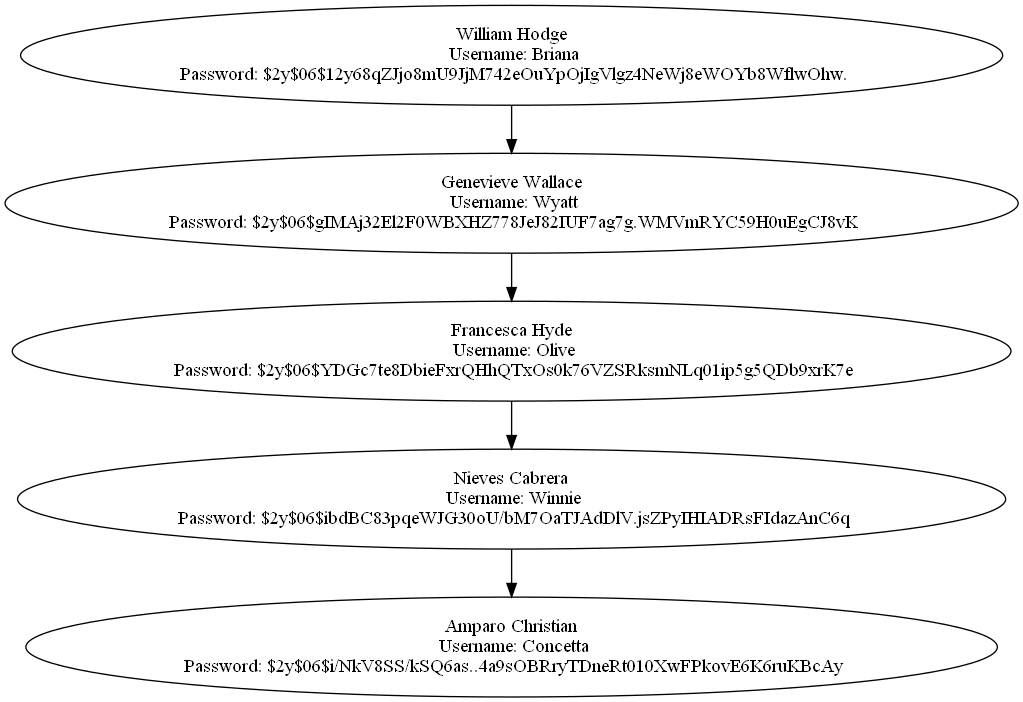 William Hodge
Username: Briana
Password: $2y$06$12y68qZJjo8mU9JjM742eOuYpOjIgVlgz4NeWj8eWOYb8WflwOhw.
Genevieve Wallace
Username: Wyatt
Password: $2y$06$gIMAj32El2F0WBXHZ778JeJ82IUF7ag7g.WMVmRYC59H0uEgCJ8vK
Francesca Hyde
Username: Olive
Password: $2y$06$YDGc7te8DbieFxrQHhQTxOs0k76VZSRksmNLq01ip5g5QDb9xrK7e
Nieves Cabrera
Username: Winnie
Password: $2y$06$ibdBC83pqeWJG30oU/bM7OaTJAdDlV.jsZPyIHIADRsFIdazAnC6q
Amparo Christian
Username: Concetta
Password: $2y$06$i/NkV8SS/kSQ6as..4a9sOBRryTDneRt010XwFPkovE6K6ruKBcAy